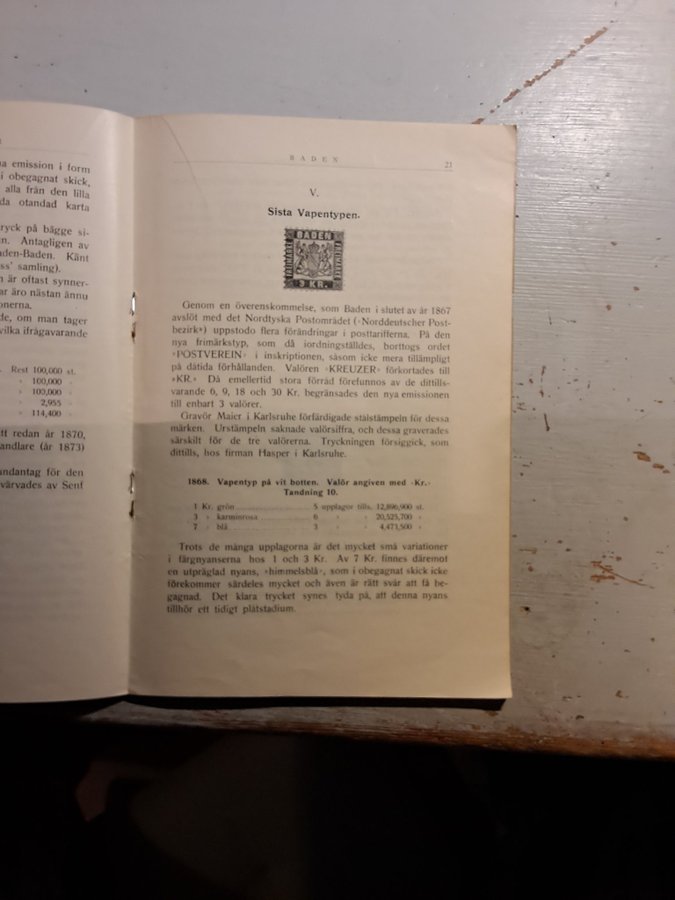 na emission i form
i obegagnat skick,
alla från den lilla
da otandad karta
ryck på bägge si-
n. Antagligen av
aden-Baden. Känt
ss' samling).
n är oftast synner-
ar äro nästan ännu
onerna.
de, om man tager
vilka ifrågavarande
Rest 100,000 st.
» 100,000 »
» 100,000 »
» 2,955 »
» 114,400 »
tt redan år 1870,
andlare (år 1873)
undantag för den
värvades av Senf
BADEN 21
V.
Sista Vapentypen.
BADEN
FREIMARKE
3 KR.
Genom en överenskommelse, som Baden i slutet av år 1867
avslöt med det Nordtyska Postområdet (»Norddeutscher Post-
bezirk») uppstodo flera förändringar i posttarifferna. På den
nya frimärkstyp, som då iordningställdes, borttogs ordet
»POSTVEREIN» i inskriptionen, såsom icke mera tillämpligt
på dåtida förhållanden. Valören »KREUZER» förkortades till
»KR.» Då emellertid stora förråd förefunnos av de dittills-
varande 6, 9, 18 och 30 Kr. begränsades den nya emissionen
till enbart 3 valörer.
Gravör Maier i Karlsruhe förfärdigade stålstämpeln för dessa
märken. Urstämpeln saknade valörsiffra, och dessa graverades
särskilt för de tre valörerna. Tryckningen försiggick, som
dittills, hos firman Hasper i Karlsruhe.
1868. Vapentyp på vit botten. Valör angiven med »Kr.»
Tandning 10.
1 Kr. grön 5 upplagor tills. 12,896,900 st.
3 » karminrosa 6 » » 20,525,700 »
7 » blå 3 » » 4,471,500 »
Trots de många upplagorna är det mycket små variationer
i färgnyanserna hos 1 och 3 Kr. Av 7 Kr. finnes däremot
en utpräglad nyans, »himmelsblå», som i obegagnat skick icke
förekommer särdeles mycket och även är rätt svår att få be-
gagnad. Det klara trycket synes tyda på, att denna nyans
tillhör ett tidigt plåtstadium.